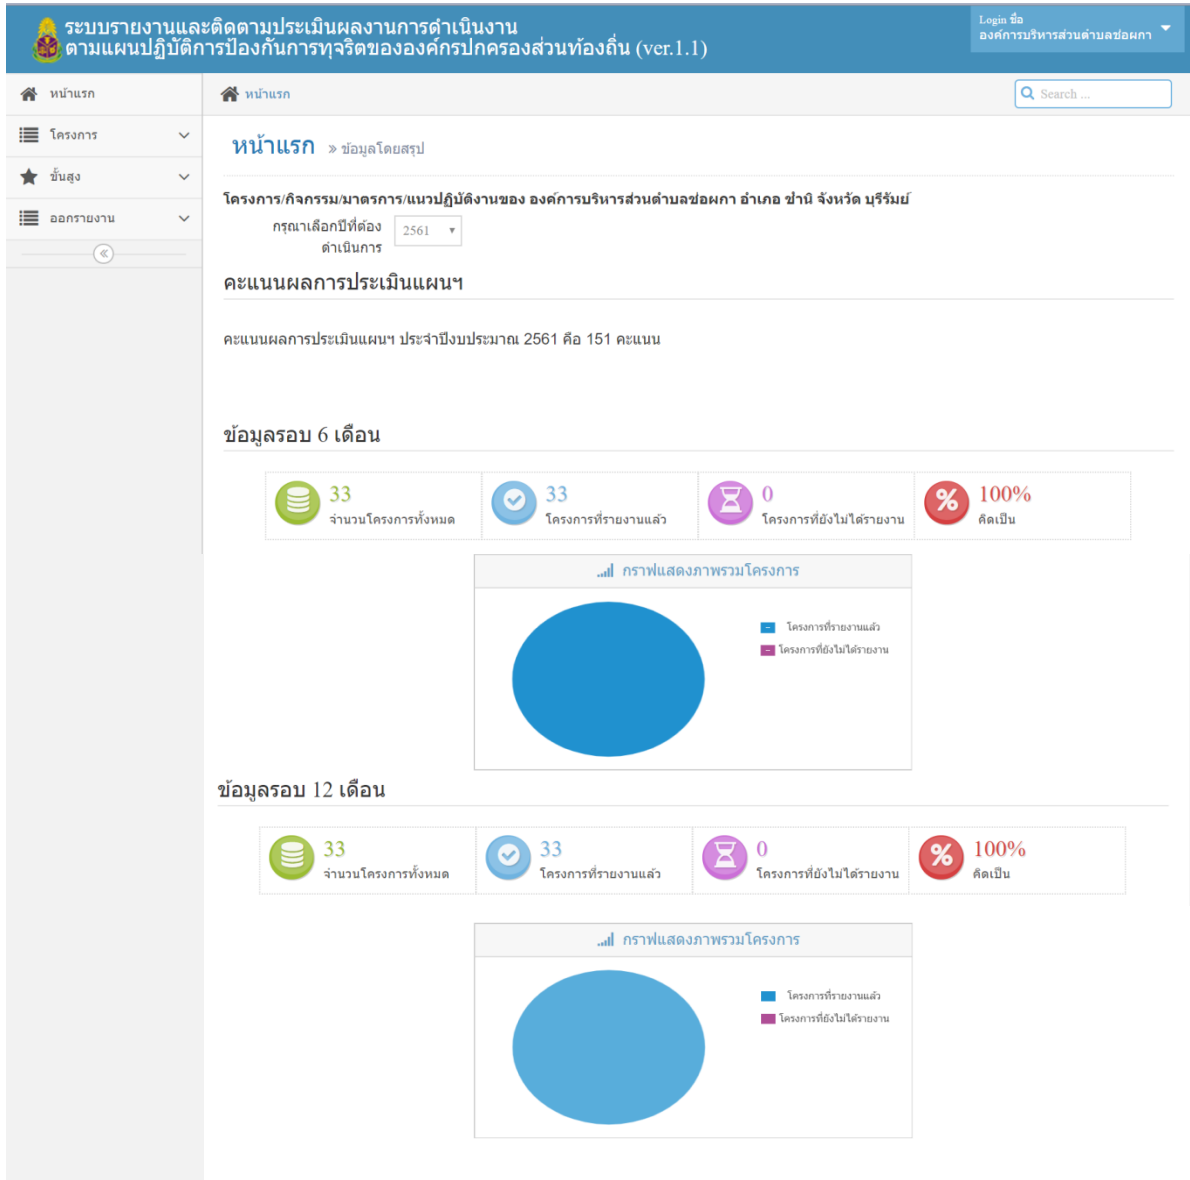 ระบบรายงานและติดตามประเมินผลงานการดำเนินงาน
ตามแผนปฏิบัติการป้องกันการทุจริตขององค์กรปกครองส่วนท้องถิ่น (ver.1.1)
Login ชื่อ
องค์การบริหารส่วนตำบลช่อผกา
หน้าแรก
หน้าแรก
Search ...
โครงการ
ขั้นสูง
ออกรายงาน
หน้าแรก » ข้อมูลโดยสรุป
โครงการ/กิจกรรม/มาตรการ/แนวปฏิบัติงานของ องค์การบริหารส่วนตำบลช่อผกา อำเภอ ชำนิ จังหวัด บุรีรัมย์
กรุณาเลือกปีที่ต้อง
ดำเนินการ
2561
คะแนนผลการประเมินแผนฯ
คะแนนผลการประเมินแผนฯ ประจำปีงบประมาณ 2561 คือ 151 คะแนน
ข้อมูลรอบ 6 เดือน
33 33 0 100%
จำนวนโครงการทั้งหมด โครงการที่รายงานแล้ว โครงการที่ยังไม่ได้รายงาน คิดเป็น
กราฟแสดงภาพรวมโครงการ
โครงการที่รายงานแล้ว
โครงการที่ยังไม่ได้รายงาน
ข้อมูลรอบ 12 เดือน
33 33 0 100%
จำนวนโครงการทั้งหมด โครงการที่รายงานแล้ว โครงการที่ยังไม่ได้รายงาน คิดเป็น
กราฟแสดงภาพรวมโครงการ
โครงการที่รายงานแล้ว
โครงการที่ยังไม่ได้รายงาน